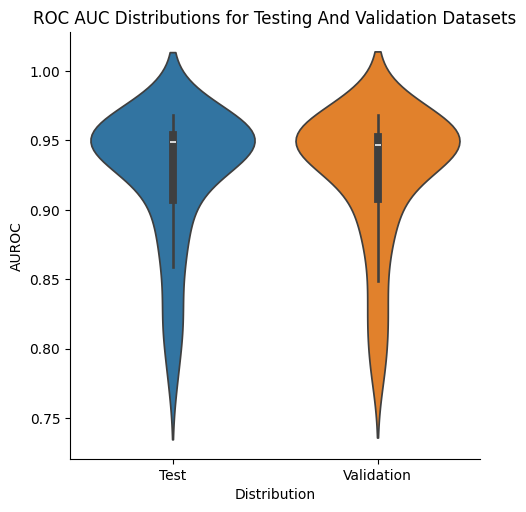 ROC AUC Distributions for Testing And Validation Datasets
AUROC
1.00
0.95
0.90
0.85
0.80
0.75
Test
Validation
Distribution